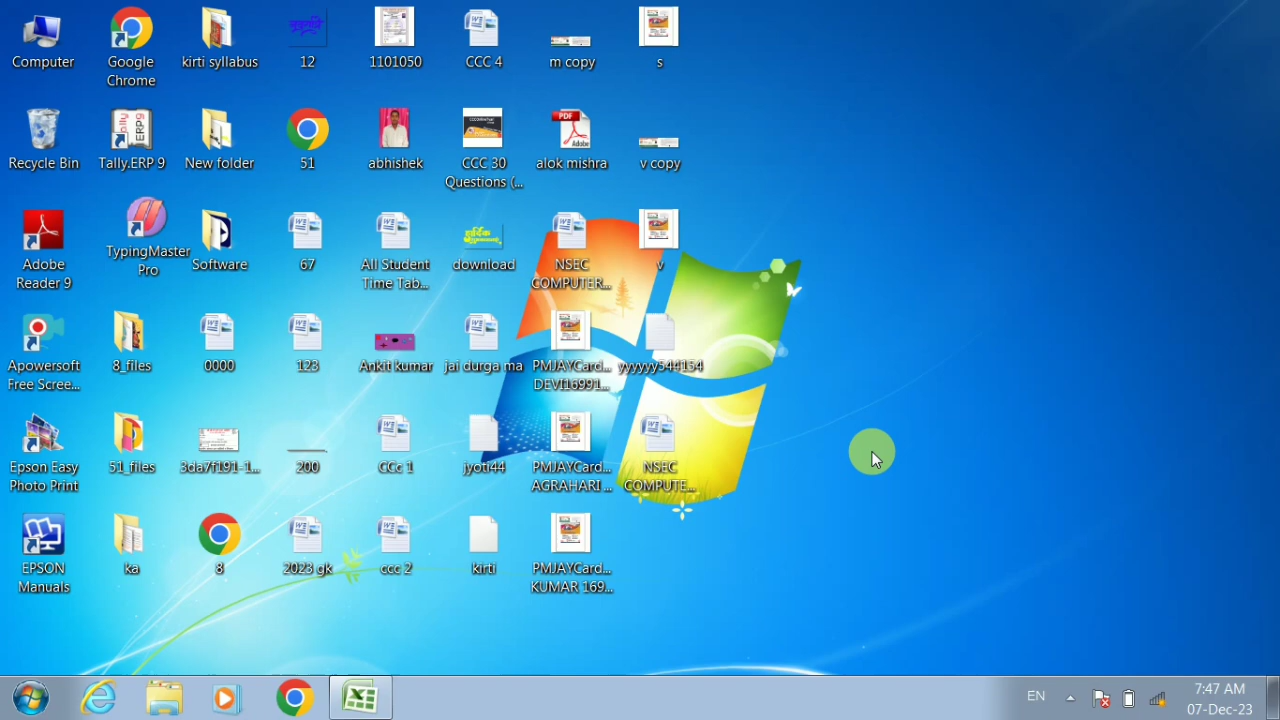 Computer
Google
Chrome
kirti syllabus
12
1101050
CCC 4
m copy
s
Recycle Bin
Tally.ERP 9
New folder
51
abhishek
CCC 30
Questions (...
alok mishra
v copy
Adobe
Reader 9
TypingMaster
Pro
Software
67
All Student
Time Tab...
download
NSEC
COMPUTER...
v
Apowersoft
Free Scree...
8_files
0000
123
Ankit kumar
jai durga ma
PMJAYCard...
DEVI16991...
yyyyyy544154
Epson Easy
Photo Print
51_files
3da7f191-1...
200
CCc 1
jyoti44
PMJAYCard...
AGRAHARI ...
NSEC
COMPUTE...
EPSON
Manuals
ka
8
2023 gk
ccc 2
kirti
PMJAYCard...
KUMAR 169...
EN
7:47 AM
07-Dec-23